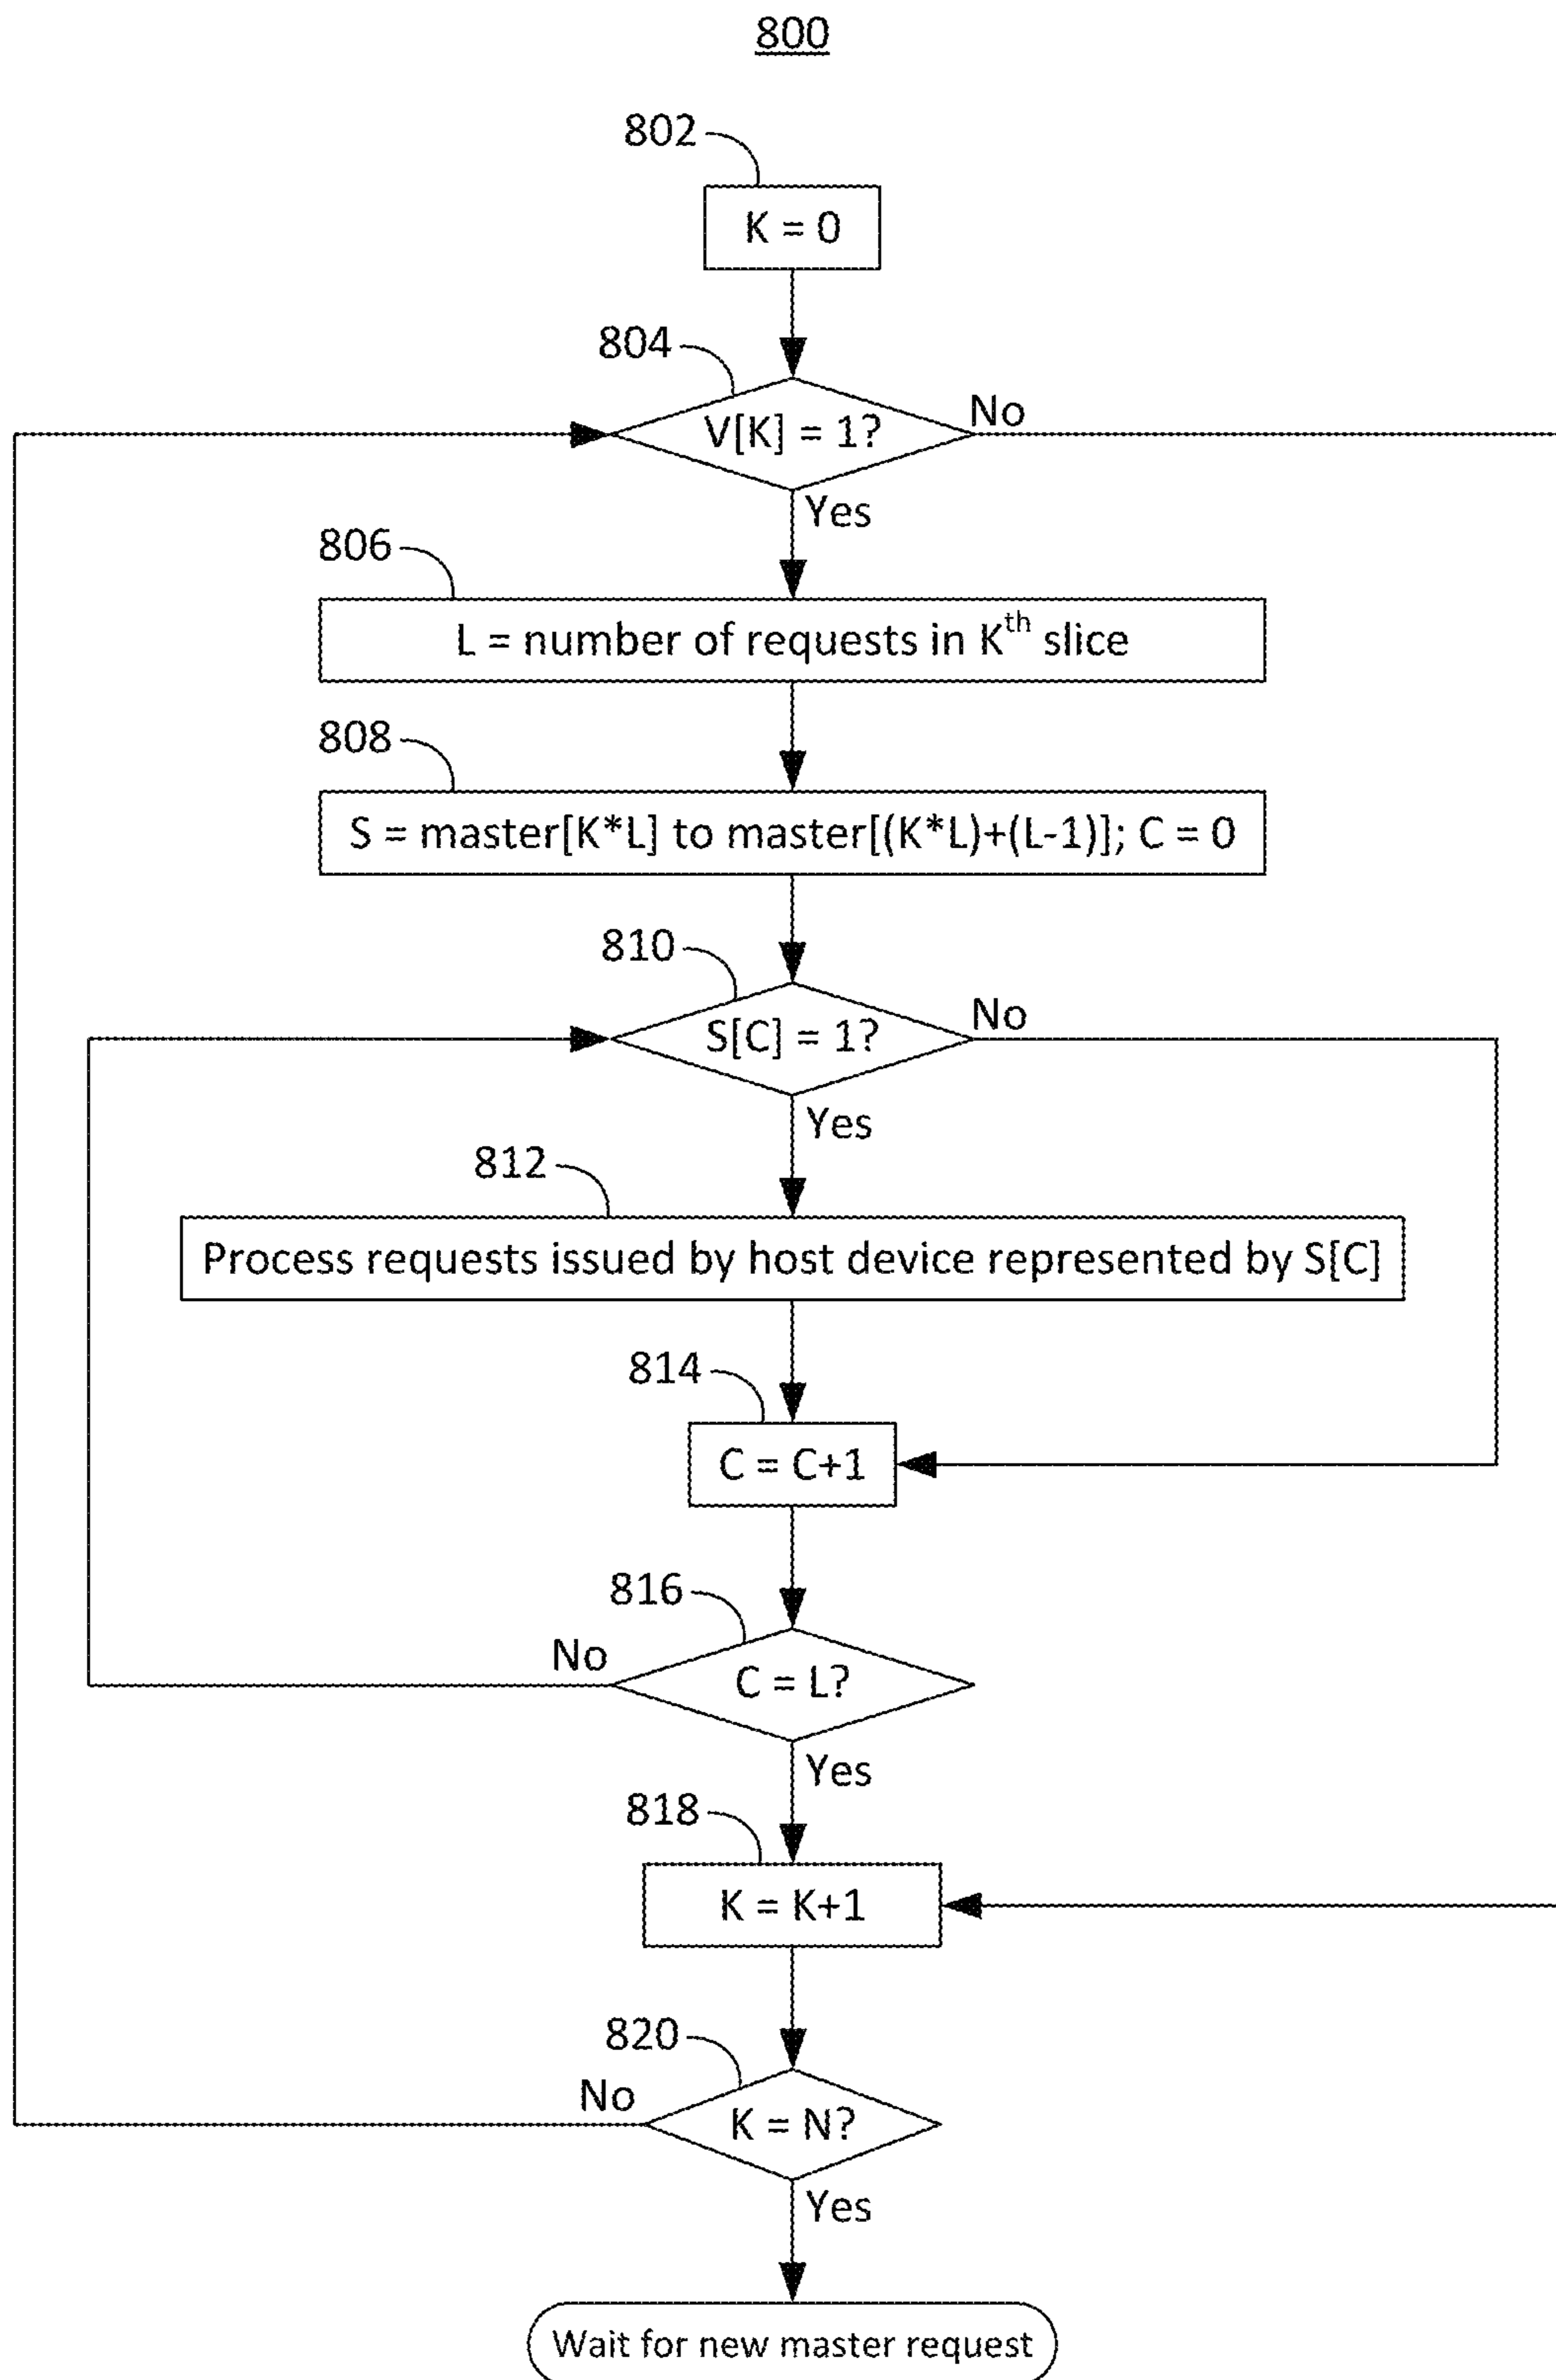 800
802
K = 0
804
V[K] = 1?
No
Yes
806
L = number of requests in Kth slice
808
S = master[K*L] to master[(K*L)+(L-1)]; C = 0
810
S[C] = 1?
No
Yes
812
Process requests issued by host device represented by S[C]
814
C = C+1
816
No
C = L?
Yes
818
K = K+1
820
No
K = N?
Yes
Wait for new master request